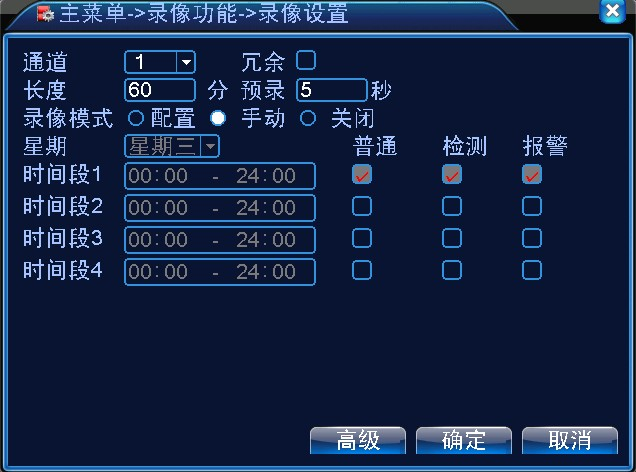 主菜单->录像功能->录像设置
通道 1 冗余
长度 60 分 预录 5 秒
录像模式 配置 手动 关闭
星期 星期三 普通 检测 报警
时间段1 00:00 - 24:00
时间段2 00:00 - 24:00
时间段3 00:00 - 24:00
时间段4 00:00 - 24:00
高级 确定 取消